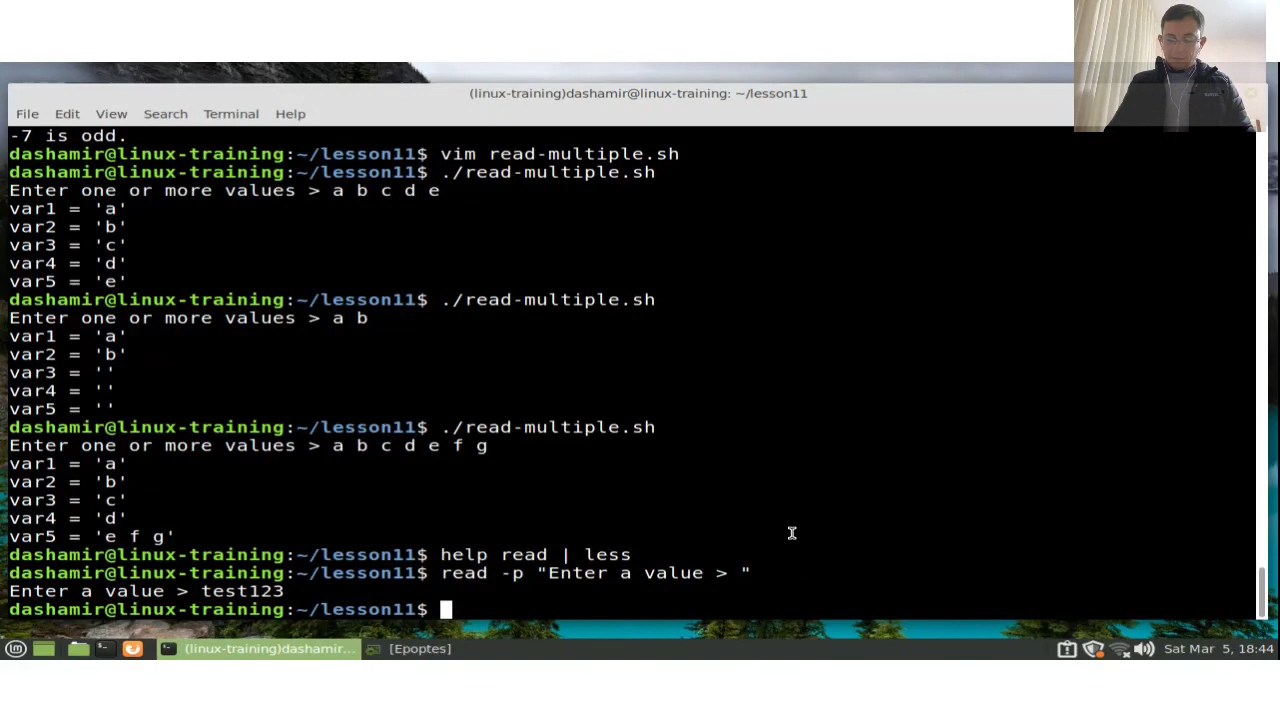 (linux-training)dashamir@linux-training: ~/lesson11
File Edit View Search Terminal Help
-7 is odd.
dashamir@linux-training:~/lesson11$ vim read-multiple.sh
dashamir@linux-training:~/lesson11$ ./read-multiple.sh
Enter one or more values > a b c d e
var1 = 'a'
var2 = 'b'
var3 = 'c'
var4 = 'd'
var5 = 'e'
dashamir@linux-training:~/lesson11$ ./read-multiple.sh
Enter one or more values > a b
var1 = 'a'
var2 = 'b'
var3 = ''
var4 = ''
var5 = ''
dashamir@linux-training:~/lesson11$ ./read-multiple.sh
Enter one or more values > a b c d e f g
var1 = 'a'
var2 = 'b'
var3 = 'c'
var4 = 'd'
var5 = 'e f g'
dashamir@linux-training:~/lesson11$ help read | less
dashamir@linux-training:~/lesson11$ read -p "Enter a value > "
Enter a value > test123
dashamir@linux-training:~/lesson11$
(linux-training)dashamir... [Epoptes] Sat Mar 5, 18:44